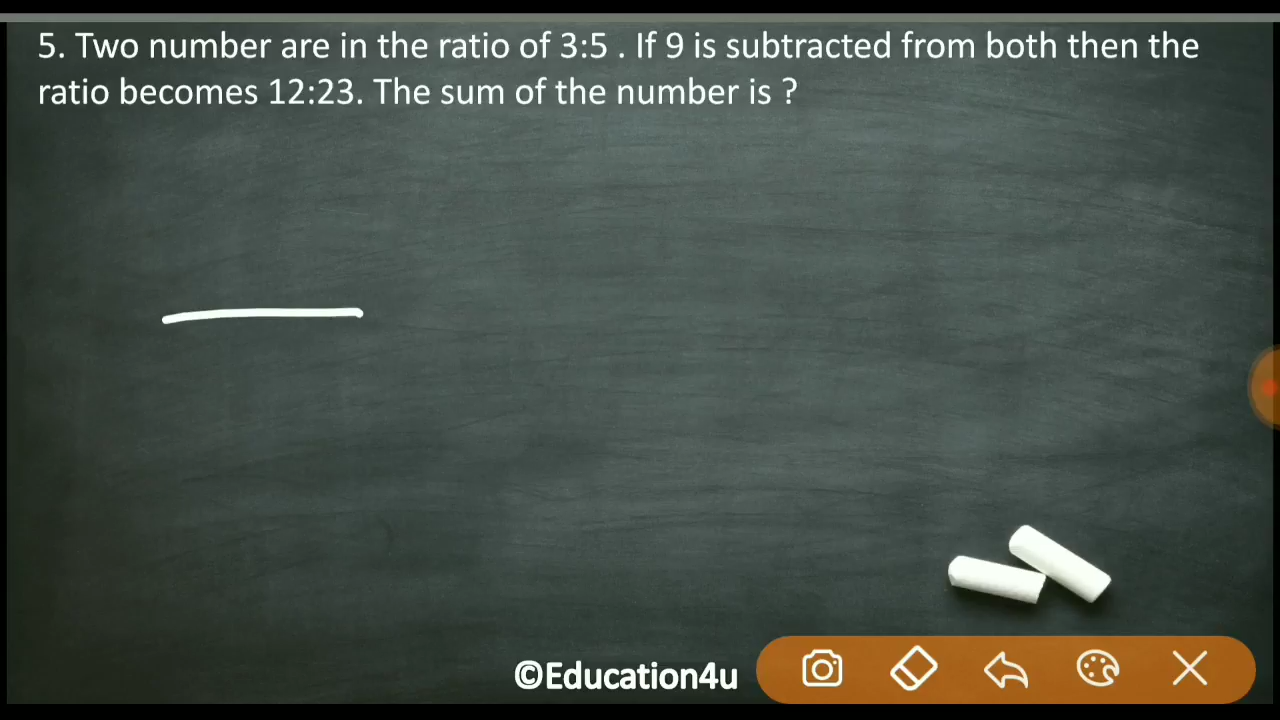 5. Two number are in the ratio of 3:5 . If 9 is subtracted from both then the
ratio becomes 12:23. The sum of the number is ?
©Education4u